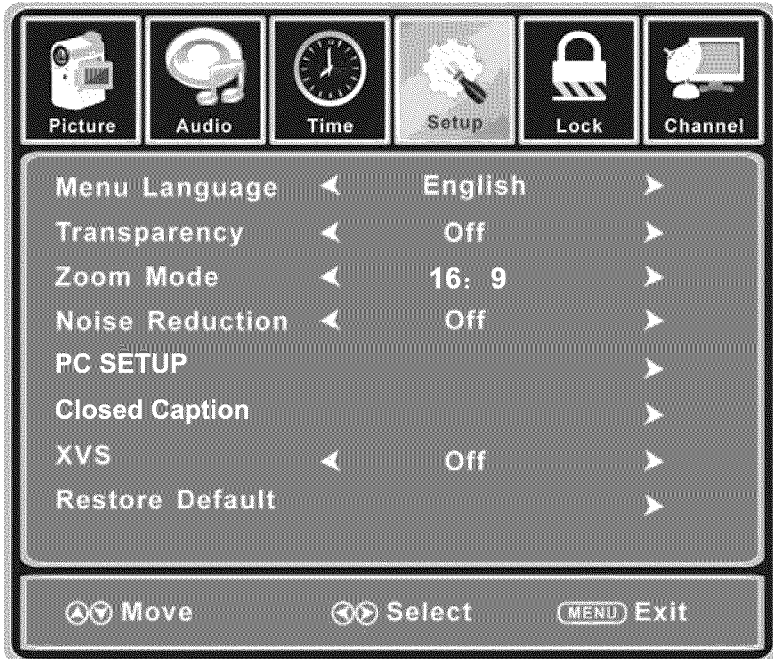 Picture Audio Time Setup Lock Channel
Menu Language English
Transparency Off
Zoom Mode 16: 9
Noise Reduction Off
PC SETUP
Closed Caption
XVS Off
Restore Default
Move Select MENU Exit